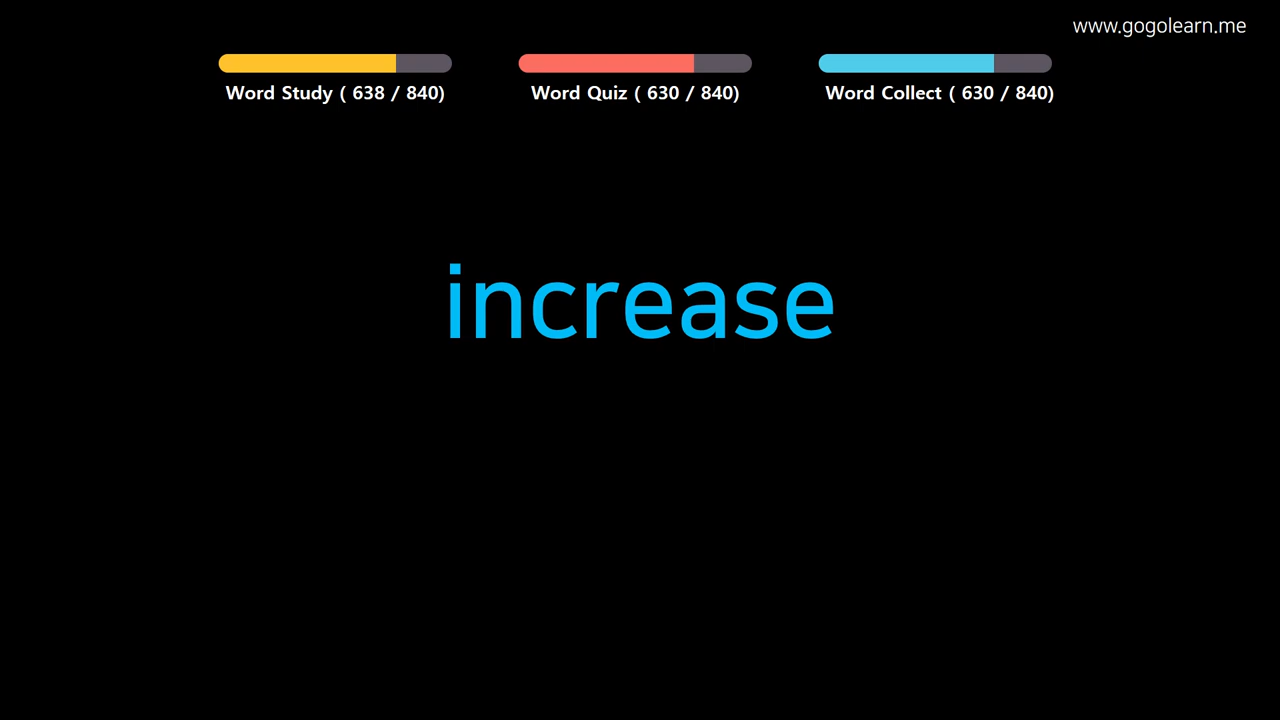 www.gogolearn.me
Word Study ( 638 / 840)
Word Quiz ( 630 / 840)
Word Collect ( 630 / 840)
increase